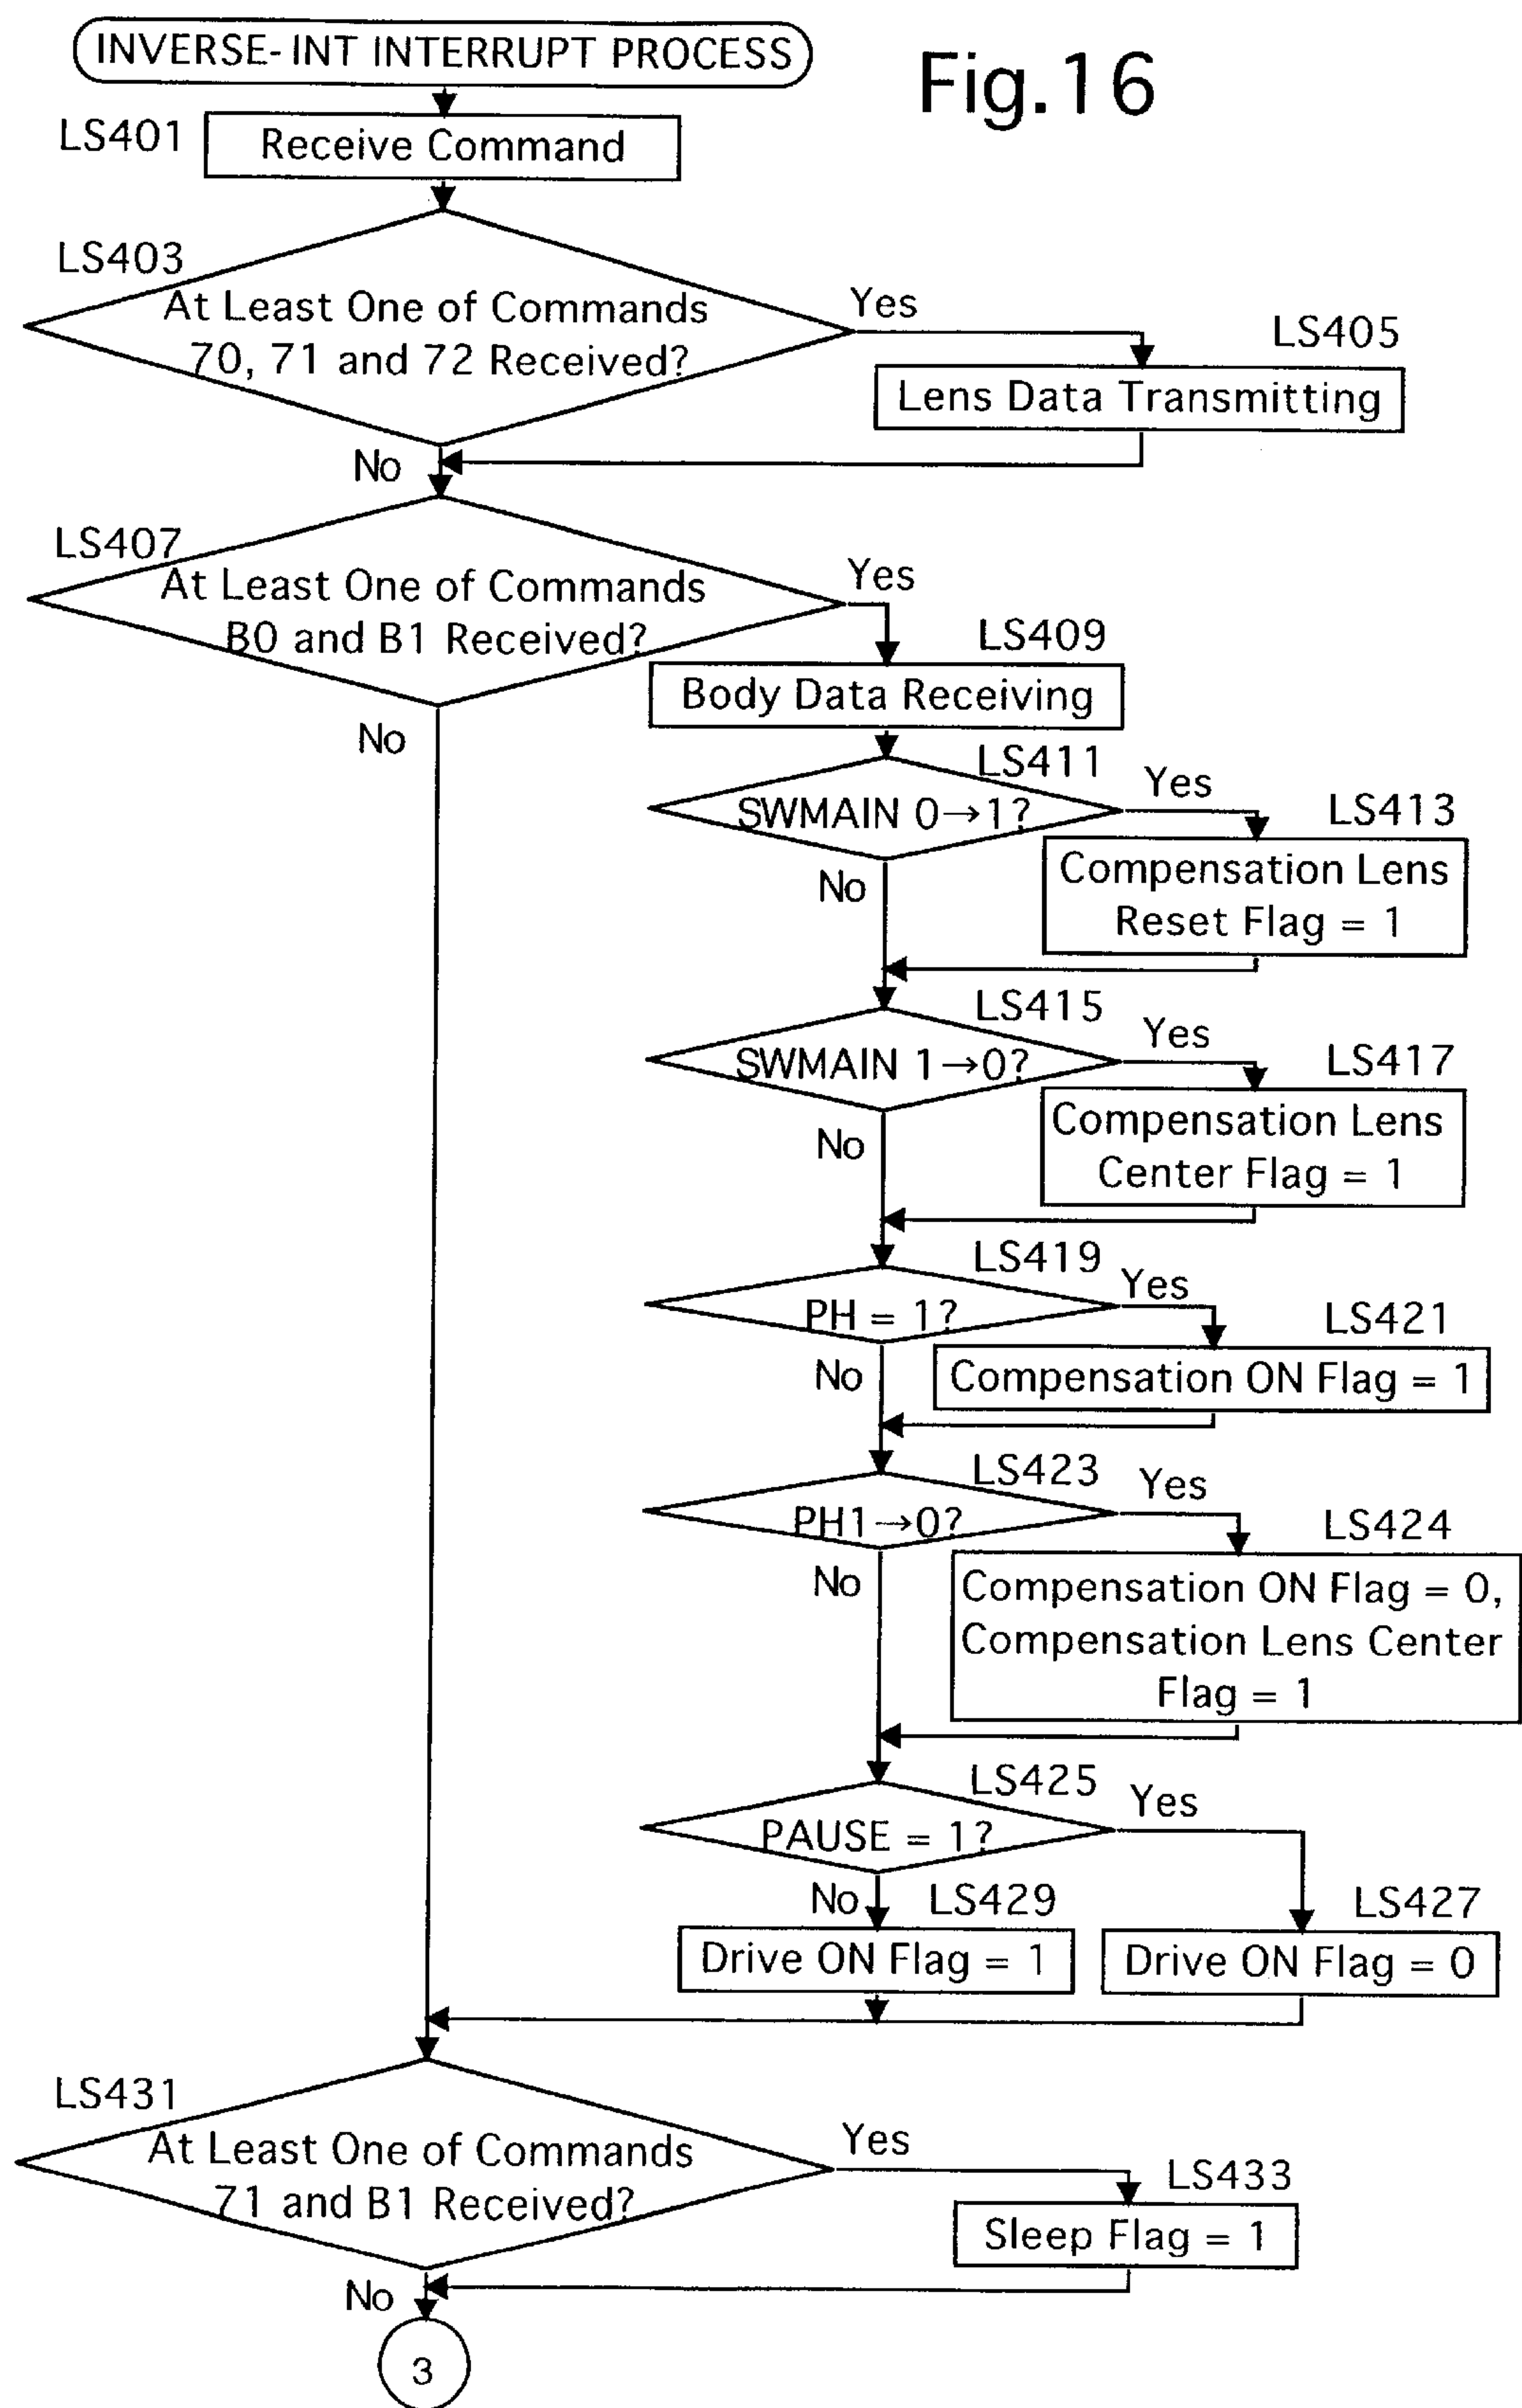 INVERSE-INT INTERRUPT PROCESS
Fig.16
LS401
Receive Command
LS403
At Least One of Commands
70, 71 and 72 Received?
Yes
LS405
Lens Data Transmitting
No
LS407
At Least One of Commands
B0 and B1 Received?
Yes
LS409
Body Data Receiving
No
LS411
SWMAIN 0→1?
Yes
LS413
Compensation Lens
Reset Flag = 1
No
LS415
SWMAIN 1→0?
Yes
LS417
Compensation Lens
Center Flag = 1
No
LS419
PH = 1?
Yes
LS421
Compensation ON Flag = 1
No
LS423
PH1→0?
Yes
LS424
Compensation ON Flag = 0,
Compensation Lens Center
Flag = 1
No
LS425
PAUSE = 1?
Yes
No
LS429
Drive ON Flag = 1
LS427
Drive ON Flag = 0
LS431
At Least One of Commands
71 and B1 Received?
Yes
LS433
Sleep Flag = 1
No
3